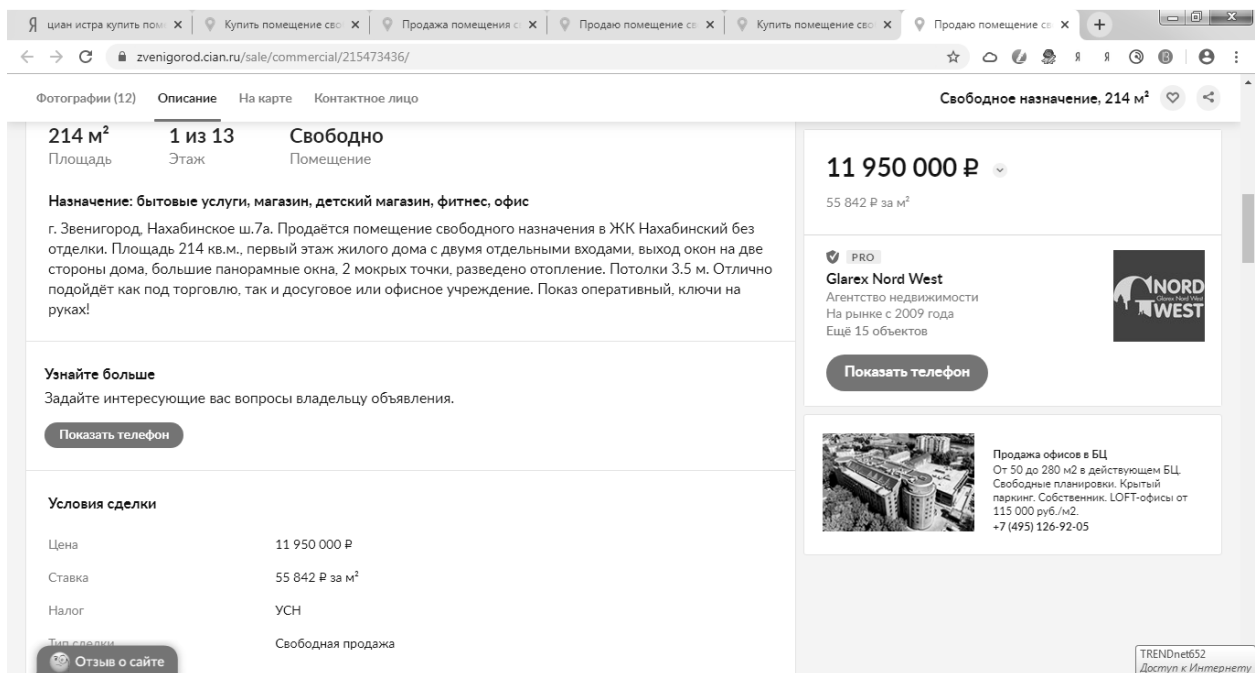 циан истра купить пом
Купить помещение сво
Продажа помещения с
Продаю помещение св
Купить помещение сво
Продаю помещение св
zvenigorod.cian.ru/sale/commercial/215473436/
Фотографии (12) Описание На карте Контактное лицо
Свободное назначение, 214 м²
214 м² 1 из 13 Свободно
Площадь Этаж Помещение
Назначение: бытовые услуги, магазин, детский магазин, фитнес, офис
г. Звенигород, Нахабинское ш.7а. Продаётся помещение свободного назначения в ЖК Нахабинский без
отделки. Площадь 214 кв.м., первый этаж жилого дома с двумя отдельными входами, выход окон на две
стороны дома, большие панорамные окна, 2 мокрых точки, разведено отопление. Потолки 3.5 м. Отлично
подойдёт как под торговлю, так и досуговое или офисное учреждение. Показ оперативный, ключи на
руках!
Узнайте больше
Задайте интересующие вас вопросы владельцу объявления.
Показать телефон
Условия сделки
Цена 11 950 000 ₽
Ставка 55 842 ₽ за м²
Налог УСН
Тип сделки Свободная продажа
Отзыв о сайте
11 950 000 ₽
55 842 ₽ за м²
PRO
Glarex Nord West
Агентство недвижимости
На рынке с 2009 года
Ещё 15 объектов
NORD
Glarex Nord West
WEST
Показать телефон
Продажа офисов в БЦ
От 50 до 280 м2 в действующем БЦ.
Свободные планировки. Крытый
паркинг. Собственник. LOFT-офисы от
115 000 руб./м2.
+7 (495) 126-92-05
TRENDnet652
Доступ к Интернету